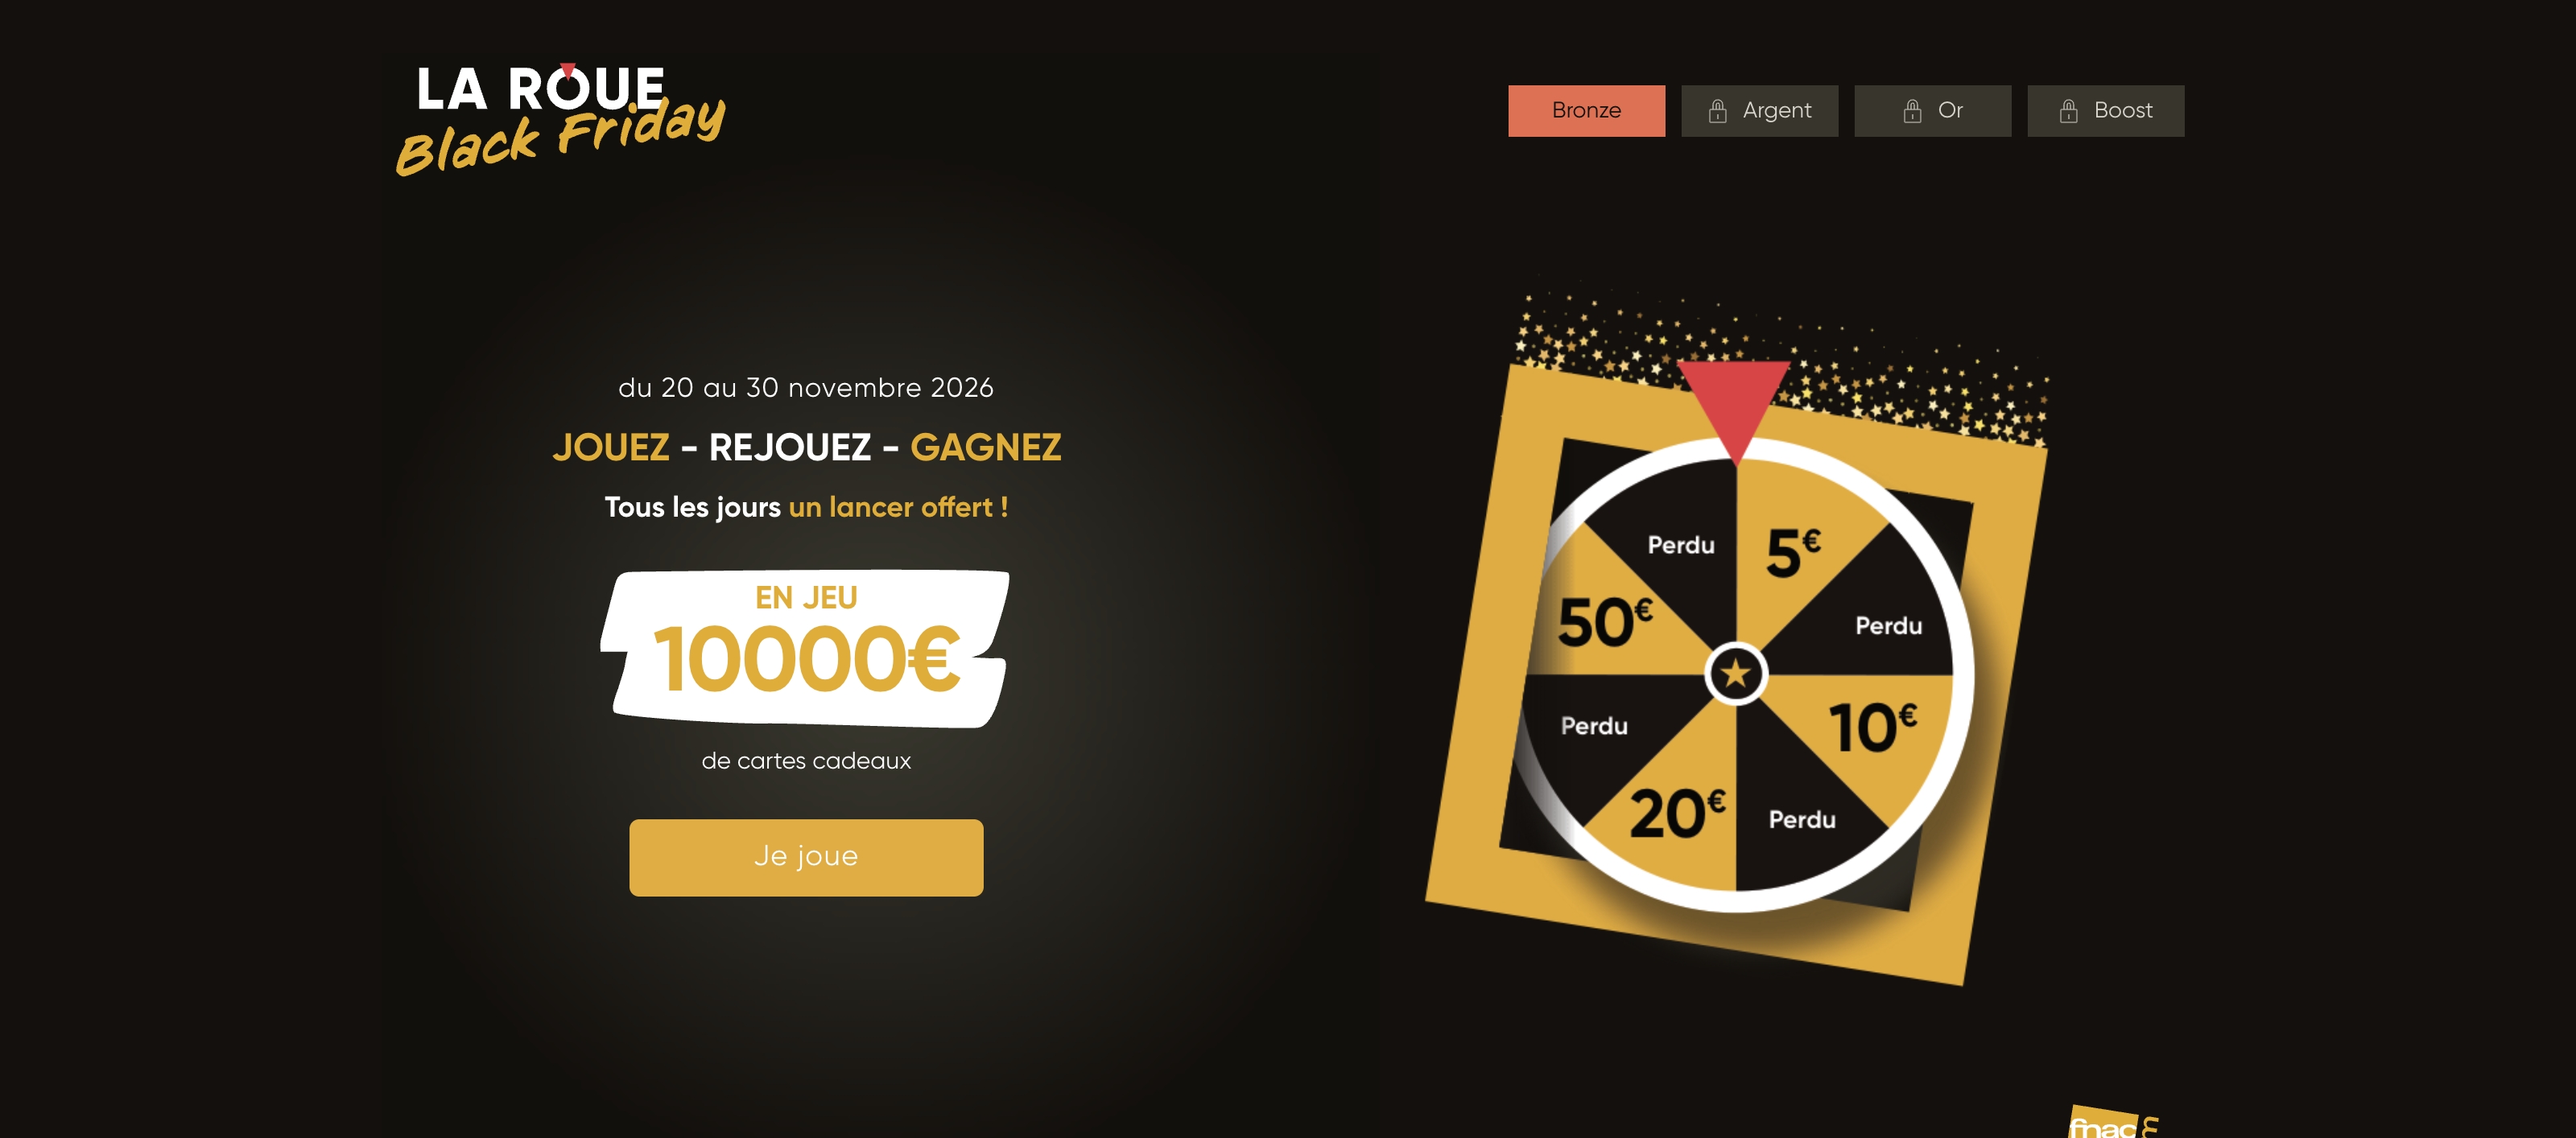 LA ROUE
Black Friday
Bronze
Argent
Or
Boost
du 20 au 30 novembre 2026
JOUEZ - REJOUEZ - GAGNEZ
Tous les jours un lancer offert !
EN JEU
10000€
de cartes cadeaux
Je joue
Perdu
5€
50€
Perdu
Perdu
10€
20€
Perdu
fnac